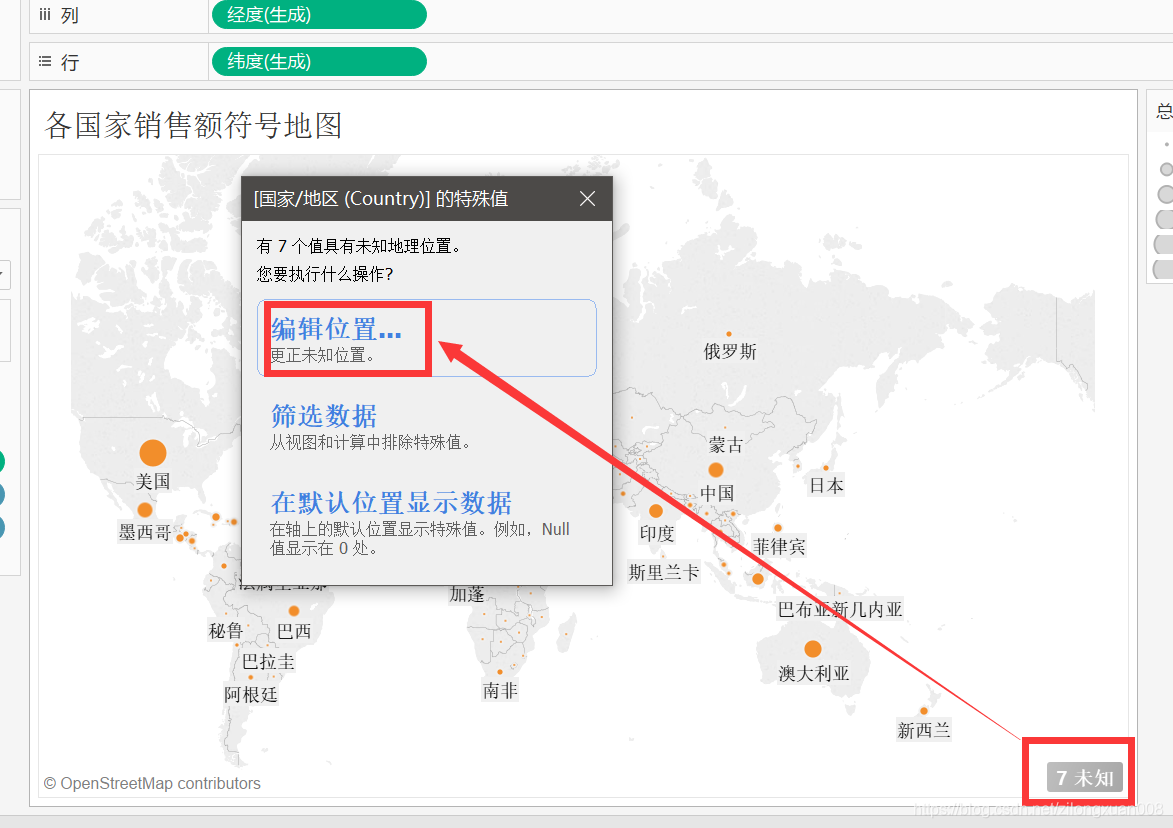 列
经度(生成)
行
纬度(生成)
总
各国家销售额符号地图
[国家/地区 (Country)] 的特殊值
有 7 个值具有未知地理位置。
您要执行什么操作?
编辑位置...
更正未知位置。
筛选数据
从视图和计算中排除特殊值。
在默认位置显示数据
在轴上的默认位置显示特殊值。例如，Null
值显示在 0 处。
俄罗斯
蒙古
美国
中国
日本
墨西哥
印度
菲律宾
斯里兰卡
法属圭亚那
加蓬
巴布亚新几内亚
秘鲁
巴西
巴拉圭
澳大利亚
阿根廷
南非
新西兰
7 未知
© OpenStreetMap contributors
https://blog.csdn.net/zilongxuan008